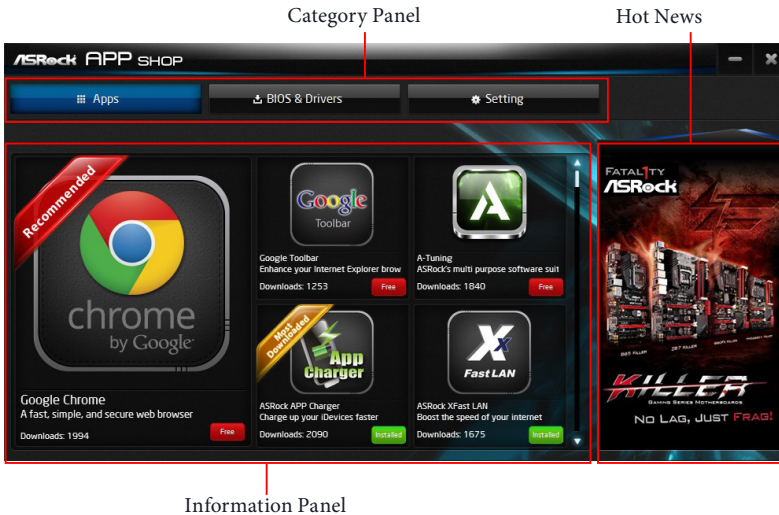 Category Panel
Hot News
ASRock APP SHOP
Apps
BIOS & Drivers
Setting
Recommended
chrome
by Google
Google Chrome
A fast, simple, and secure web browser
Downloads: 1994
Free
Google
Toolbar
Google Toolbar
Enhance your Internet Explorer brow
Downloads: 1253
Free
A-Tuning
ASRock's multi purpose software suit
Downloads: 1840
Free
Most
Downloaded
App
Charger
ASRock APP Charger
Charge up your iDevices faster
Downloads: 2090
Installed
Fast LAN
ASRock XFast LAN
Boost the speed of your internet
Downloads: 1675
Installed
FATAL1TY
ASRock
KILLER
GAMING SERIES MOTHERBOARDS
NO LAG, JUST FRAG!
Information Panel